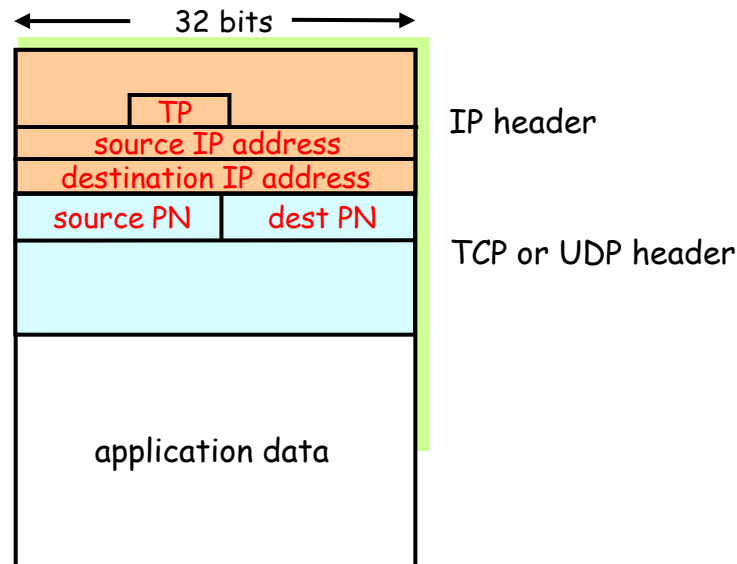 32 bits
TP
IP header
source IP address
destination IP address
source PN
dest PN
TCP or UDP header
application data